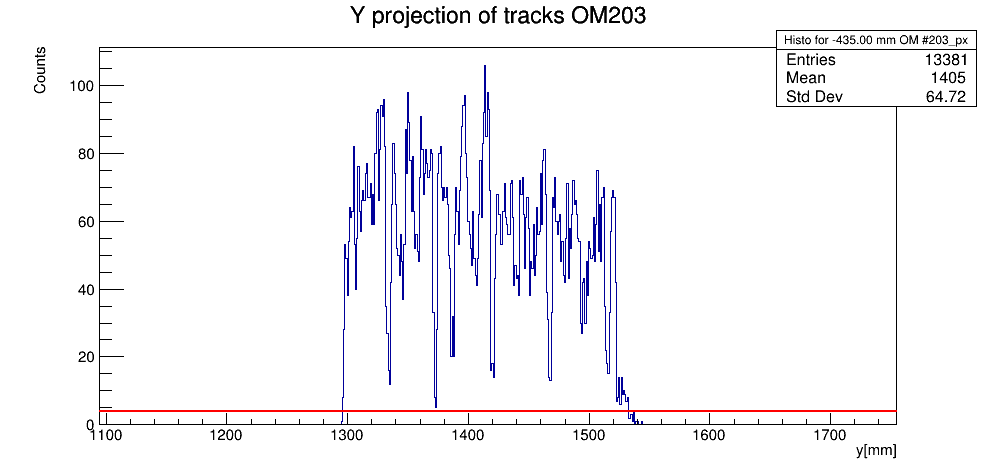 Y projection of tracks OM203
Histo for -435.00 mm OM #203_px
Entries 13381
Mean 1405
Std Dev 64.72
Counts
100
80
60
40
20
0
1100 1200 1300 1400 1500 1600 1700
y[mm]